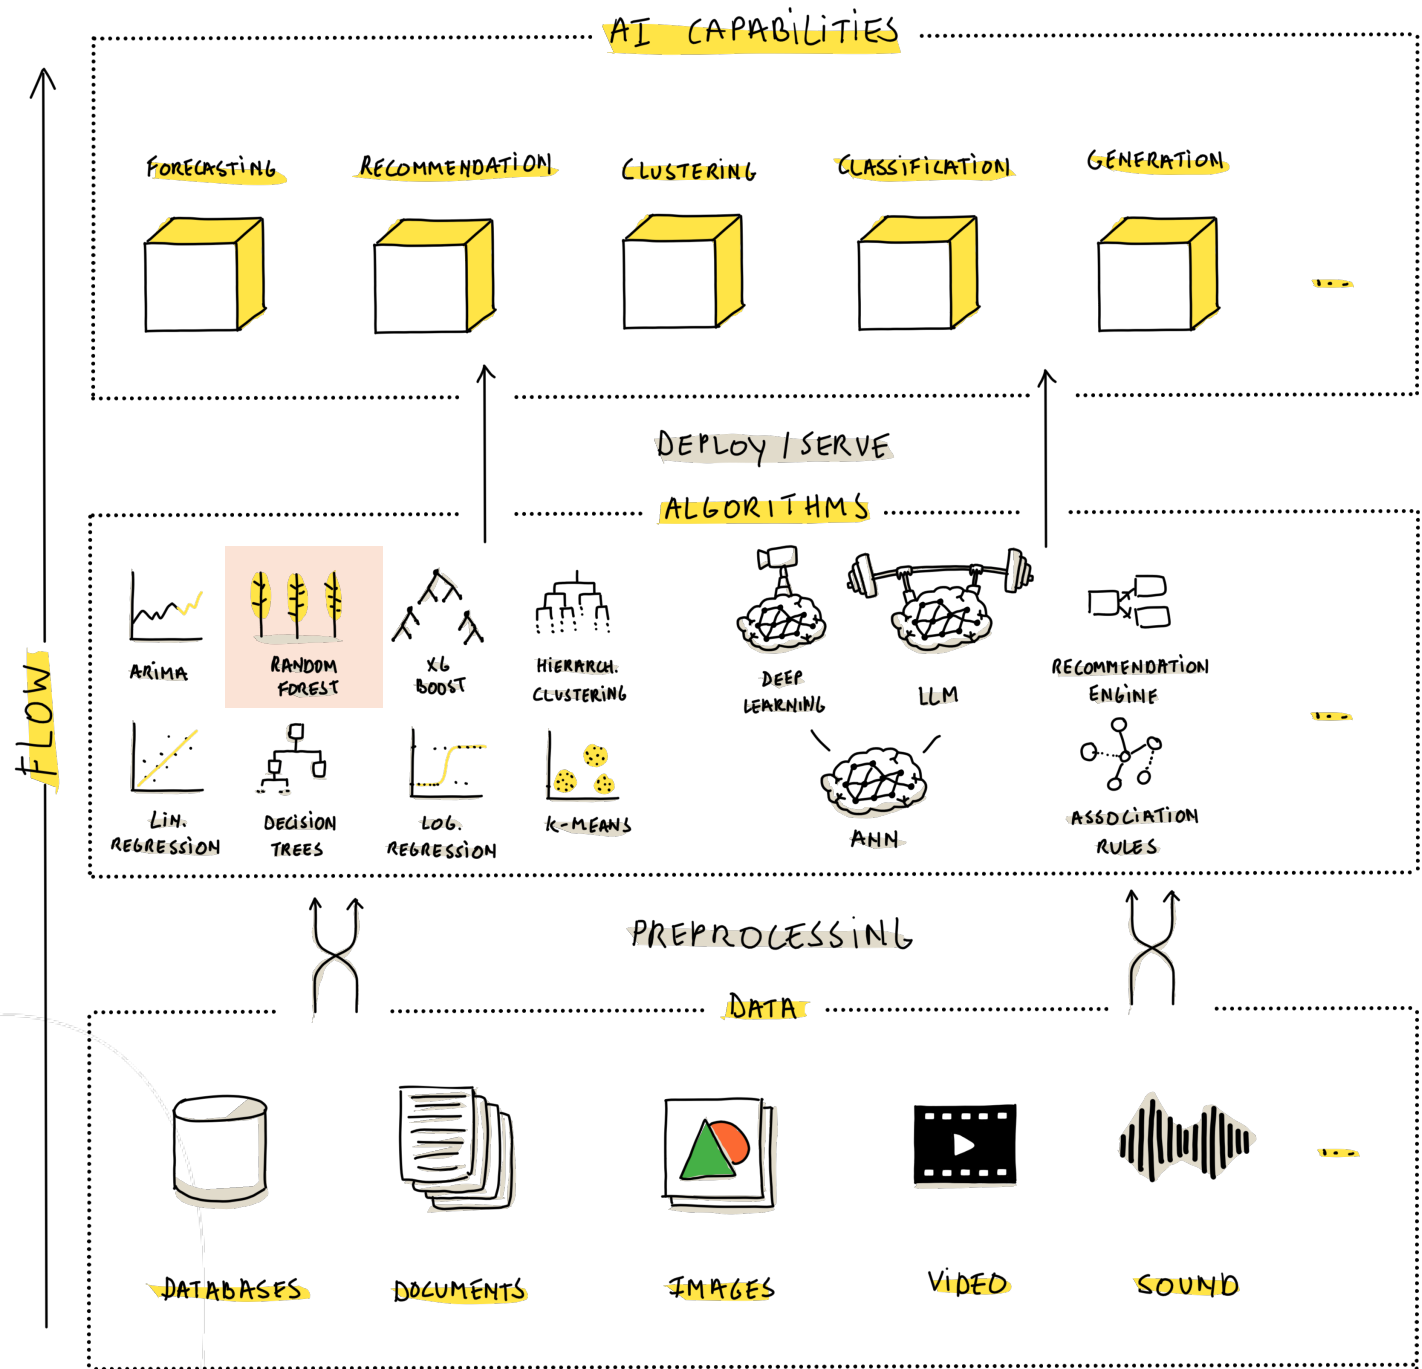 AI CAPABILITIES
FORECASTING
RECOMMENDATION
CLUSTERING
CLASSIFICATION
GENERATION
DEPLOY / SERVE
ALGORITHMS
ARIMA
RANDOM
FOREST
XG
BOOST
HIERARCH.
CLUSTERING
DEEP
LEARNING
LLM
RECOMMENDATION
ENGINE
FLOW
LIN.
REGRESSION
DECISION
TREES
LOG.
REGRESSION
K-MEANS
ANN
ASSOCIATION
RULES
PREPROCESSING
DATA
DATABASES
DOCUMENTS
IMAGES
VIDEO
SOUND